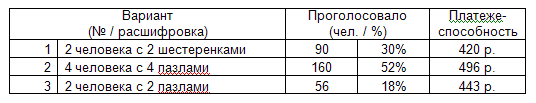 Вариант Проголосовало Платеже-
(№ / расшифровка) (чел. / %) способность
1 2 человека с 2 шестеренками 90 30% 420 р.
2 4 человека с 4 пазлами 160 52% 496 р.
3 2 человека с 2 пазлами 56 18% 443 р.